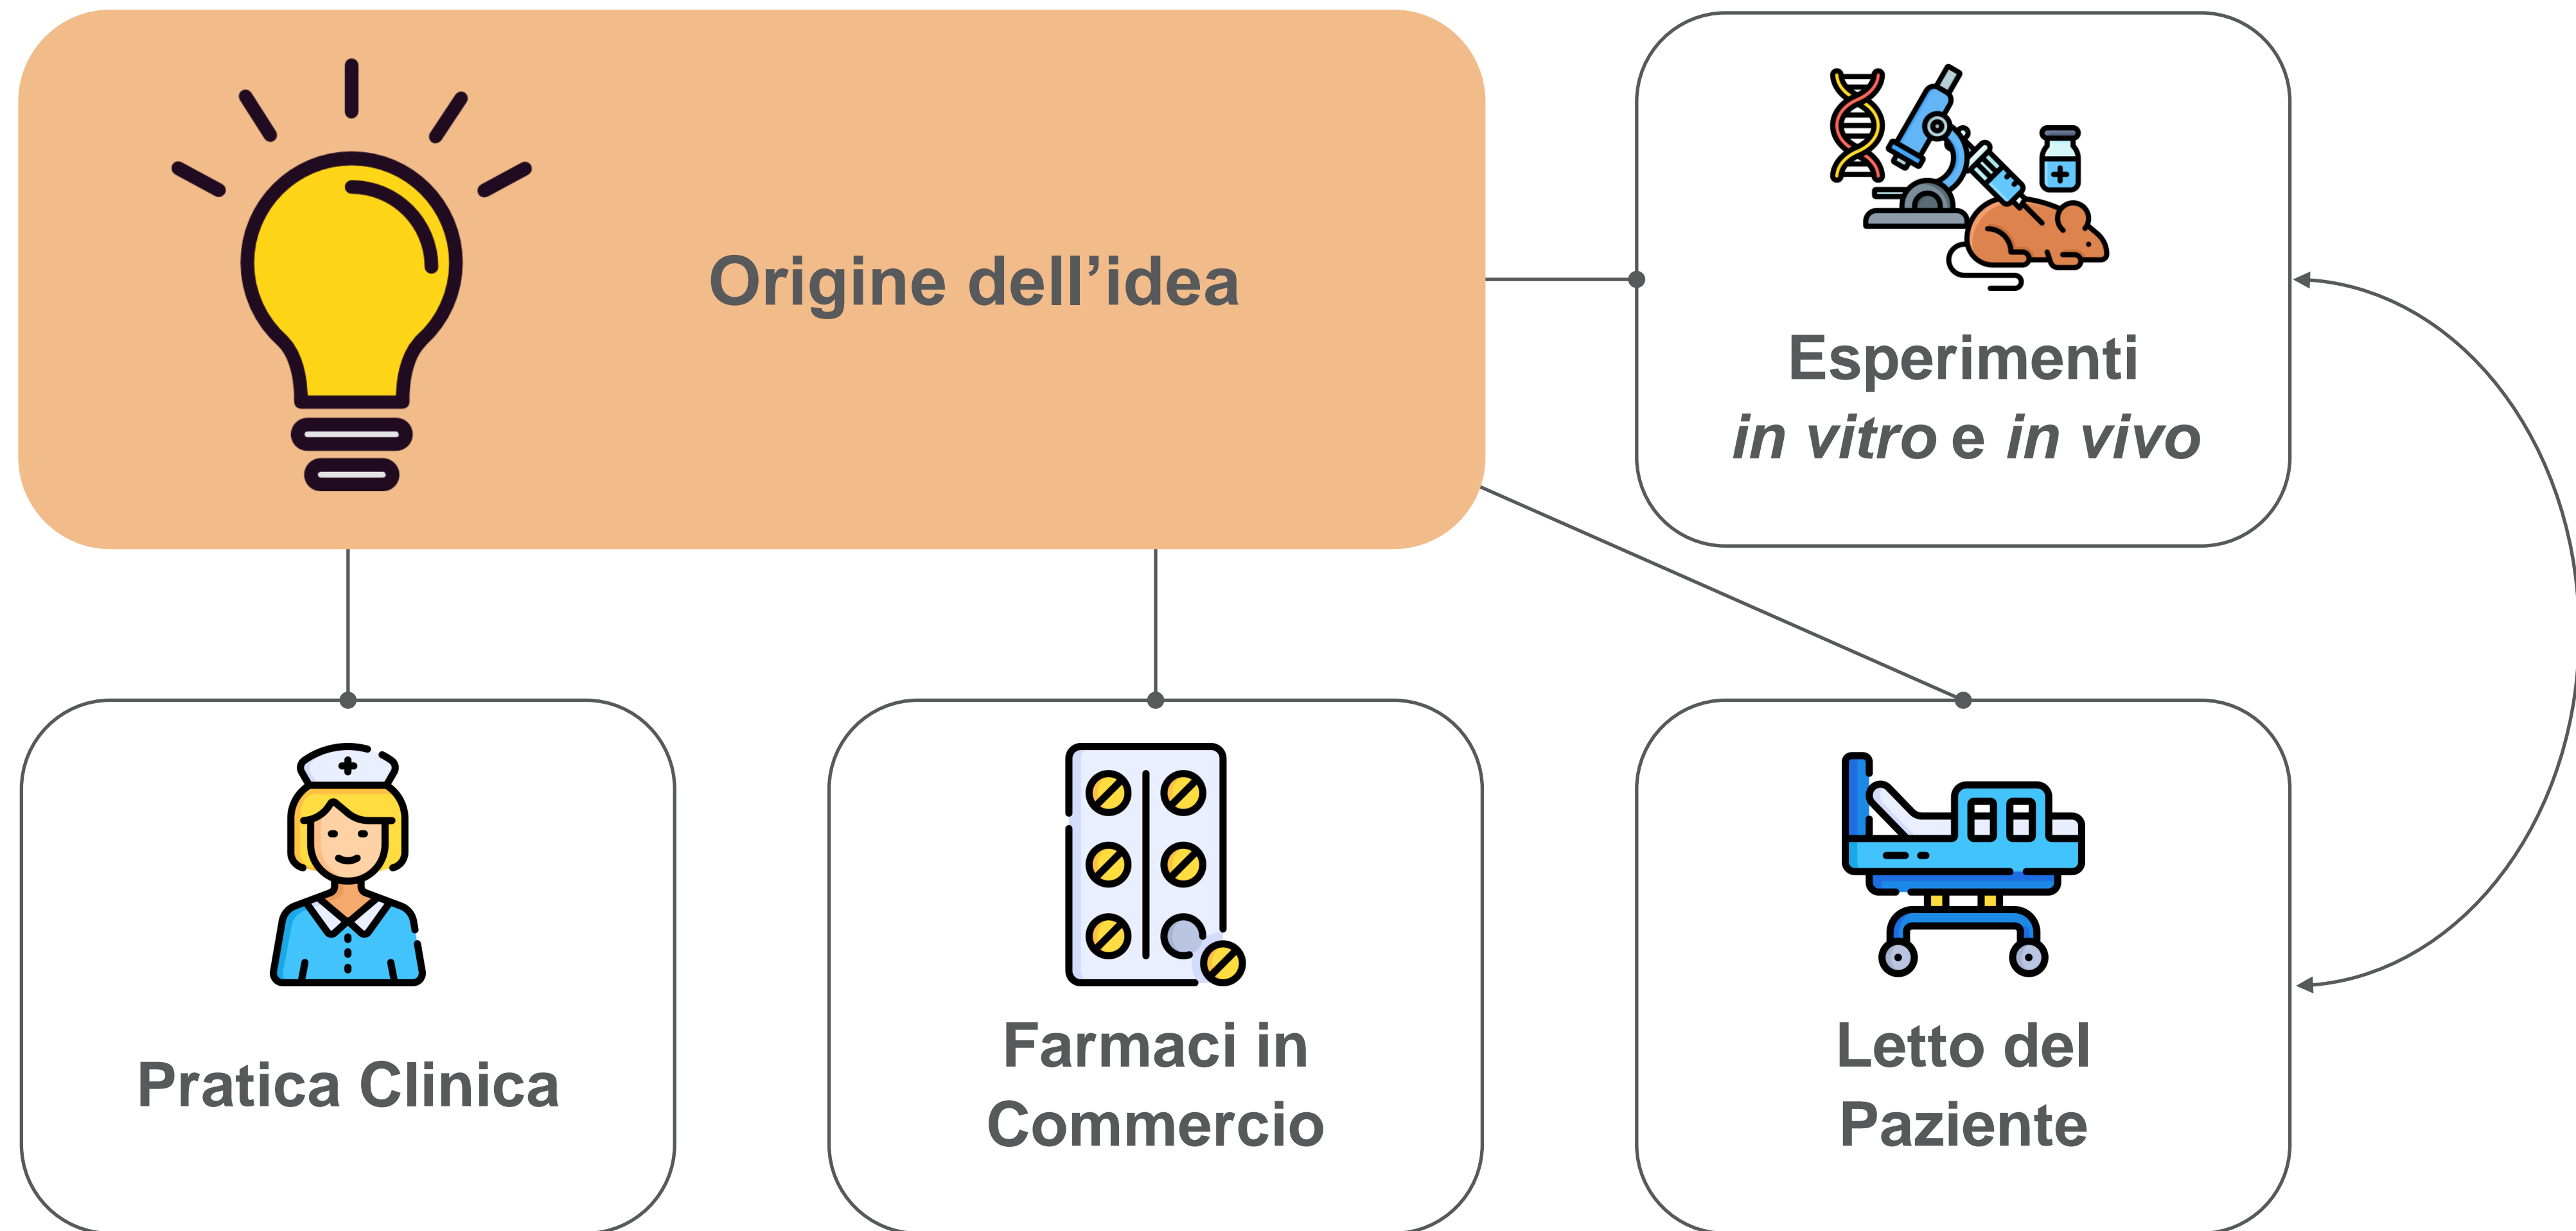 Origine dell’idea
Esperimenti
in vitro e in vivo
Pratica Clinica
Farmaci in
Commercio
Letto del
Paziente